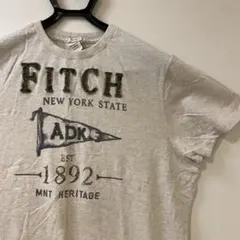 FITCH
NEW YORK STATE
ADK
EST
1892
MNT HERITAGE